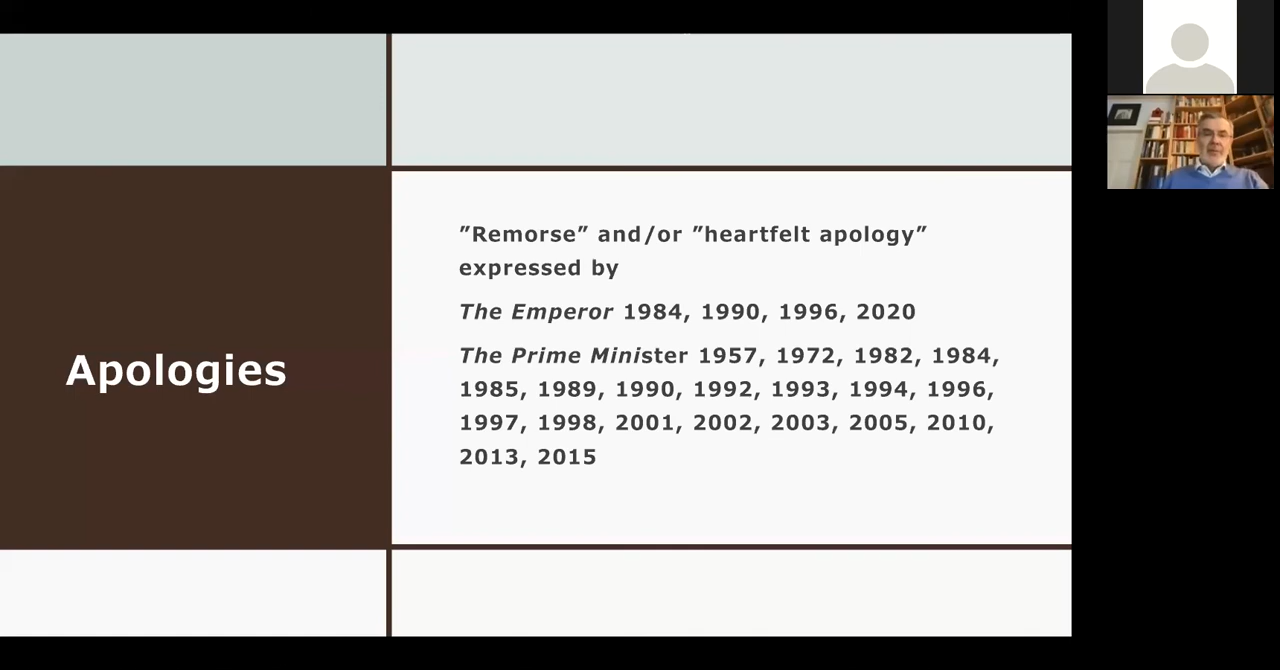 Apologies
”Remorse” and/or ”heartfelt apology”
expressed by
The Emperor 1984, 1990, 1996, 2020
The Prime Minister 1957, 1972, 1982, 1984,
1985, 1989, 1990, 1992, 1993, 1994, 1996,
1997, 1998, 2001, 2002, 2003, 2005, 2010,
2013, 2015